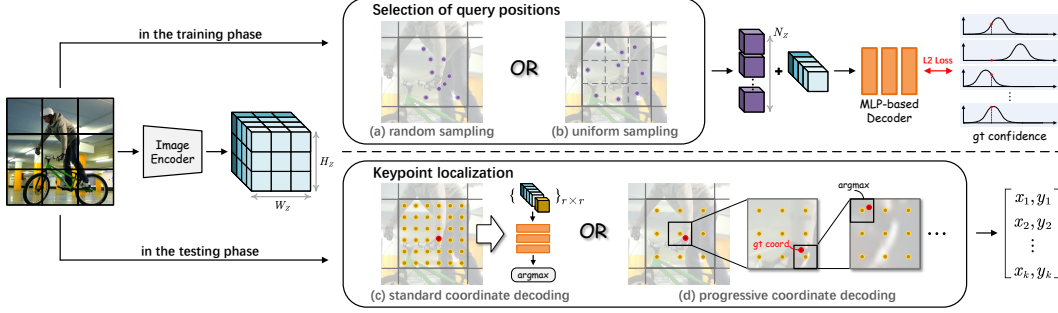 Selection of query positions
in the training phase
OR
(a) random sampling
(b) uniform sampling
N_Z
+
MLP-based
Decoder
L2 Loss
gt confidence
Image
Encoder
H_Z
W_Z
in the testing phase
Keypoint localization
{ }_{r × r}
argmax
(c) standard coordinate decoding
OR
gt coord
argmax
(d) progressive coordinate decoding
x_1, y_1
x_2, y_2
⋮
x_k, y_k